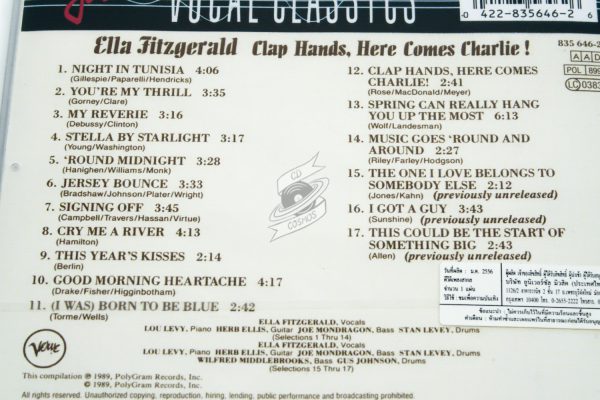 VOCAL CLASSICS
0 422-835646-2 6
Ella Fitzgerald Clap Hands, Here Comes Charlie!
835 646-2
1. NIGHT IN TUNISIA 4:06
(Gillespie/Paparelli/Hendricks)
2. YOU'RE MY THRILL 3:35
(Gorney/Clare)
3. MY REVERIE 3:16
(Debussy/Clinton)
4. STELLA BY STARLIGHT 3:17
(Young/Washington)
5. 'ROUND MIDNIGHT 3:28
(Hanighen/Williams/Monk)
6. JERSEY BOUNCE 3:33
(Bradshaw/Johnson/Plater/Wright)
7. SIGNING OFF 3:45
(Campbell/Travers/Hassan/Virtue)
8. CRY ME A RIVER 4:13
(Hamilton)
9. THIS YEAR'S KISSES 2:14
(Berlin)
10. GOOD MORNING HEARTACHE 4:17
(Drake/Fisher/Higginbotham)
11. (I WAS) BORN TO BE BLUE 2:42
(Torme/Wells)
12. CLAP HANDS, HERE COMES
CHARLIE! 2:41
(Rose/MacDonald/Meyer)
13. SPRING CAN REALLY HANG
YOU UP THE MOST 6:13
(Wolf/Landesman)
14. MUSIC GOES 'ROUND AND
AROUND 2:27
(Riley/Farley/Hodgson)
15. THE ONE I LOVE BELONGS TO
SOMEBODY ELSE 2:12
(Jones/Kahn) (previously unreleased)
16. I GOT A GUY 3:43
(Sunshine) (previously unreleased)
17. THIS COULD BE THE START OF
SOMETHING BIG 2:43
(Allen) (previously unreleased)
A A D
POL 899
LC 0383
CD
COSMOS
ELLA FITZGERALD, Vocals
LOU LEVY, Piano HERB ELLIS, Guitar JOE MONDRAGON, Bass STAN LEVEY, Drums
(Selections 1 Thru 14)
ELLA FITZGERALD, Vocals
LOU LEVY, Piano HERB ELLIS, Guitar JOE MONDRAGON, Bass STAN LEVEY, Drums
WILFRED MIDDLEBROOKS, Bass GUS JOHNSON, Drums
(Selections 15 Thru 17)
Verve
This compilation ℗ 1989, PolyGram Records, Inc.
© 1989, PolyGram Records, Inc.
All Rights Reserved. Unauthorized copying, reproduction, hiring, lending, public performance and broadcasting prohibited.